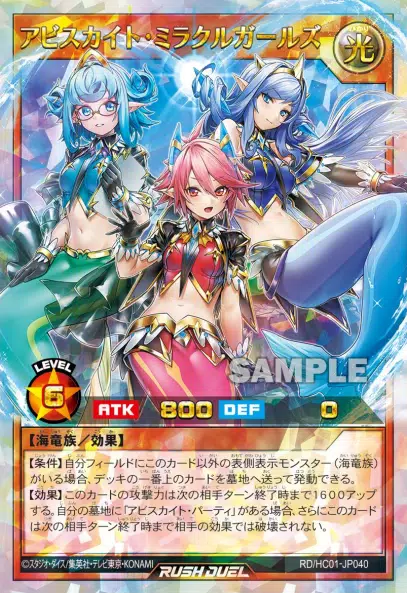 アビスカイト・ミラクルガールズ
光
LEVEL
6
ATK 800 DEF 0
SAMPLE
【海竜族/効果】
【条件】自分フィールドにこのカード以外の表側表示モンスター(海竜族)
がいる場合、デッキの一番上のカードを墓地へ送って発動できる。
【効果】このカードの攻撃力は次の相手ターン終了時まで1600アップ
する。自分の墓地に「アビスカイト・パーティ」がある場合、さらにこのカード
は次の相手ターン終了時まで相手の効果では破壊されない。
©スタジオ・ダイス/集英社・テレビ東京・KONAMI
RUSH DUEL
RD/HC01-JP040